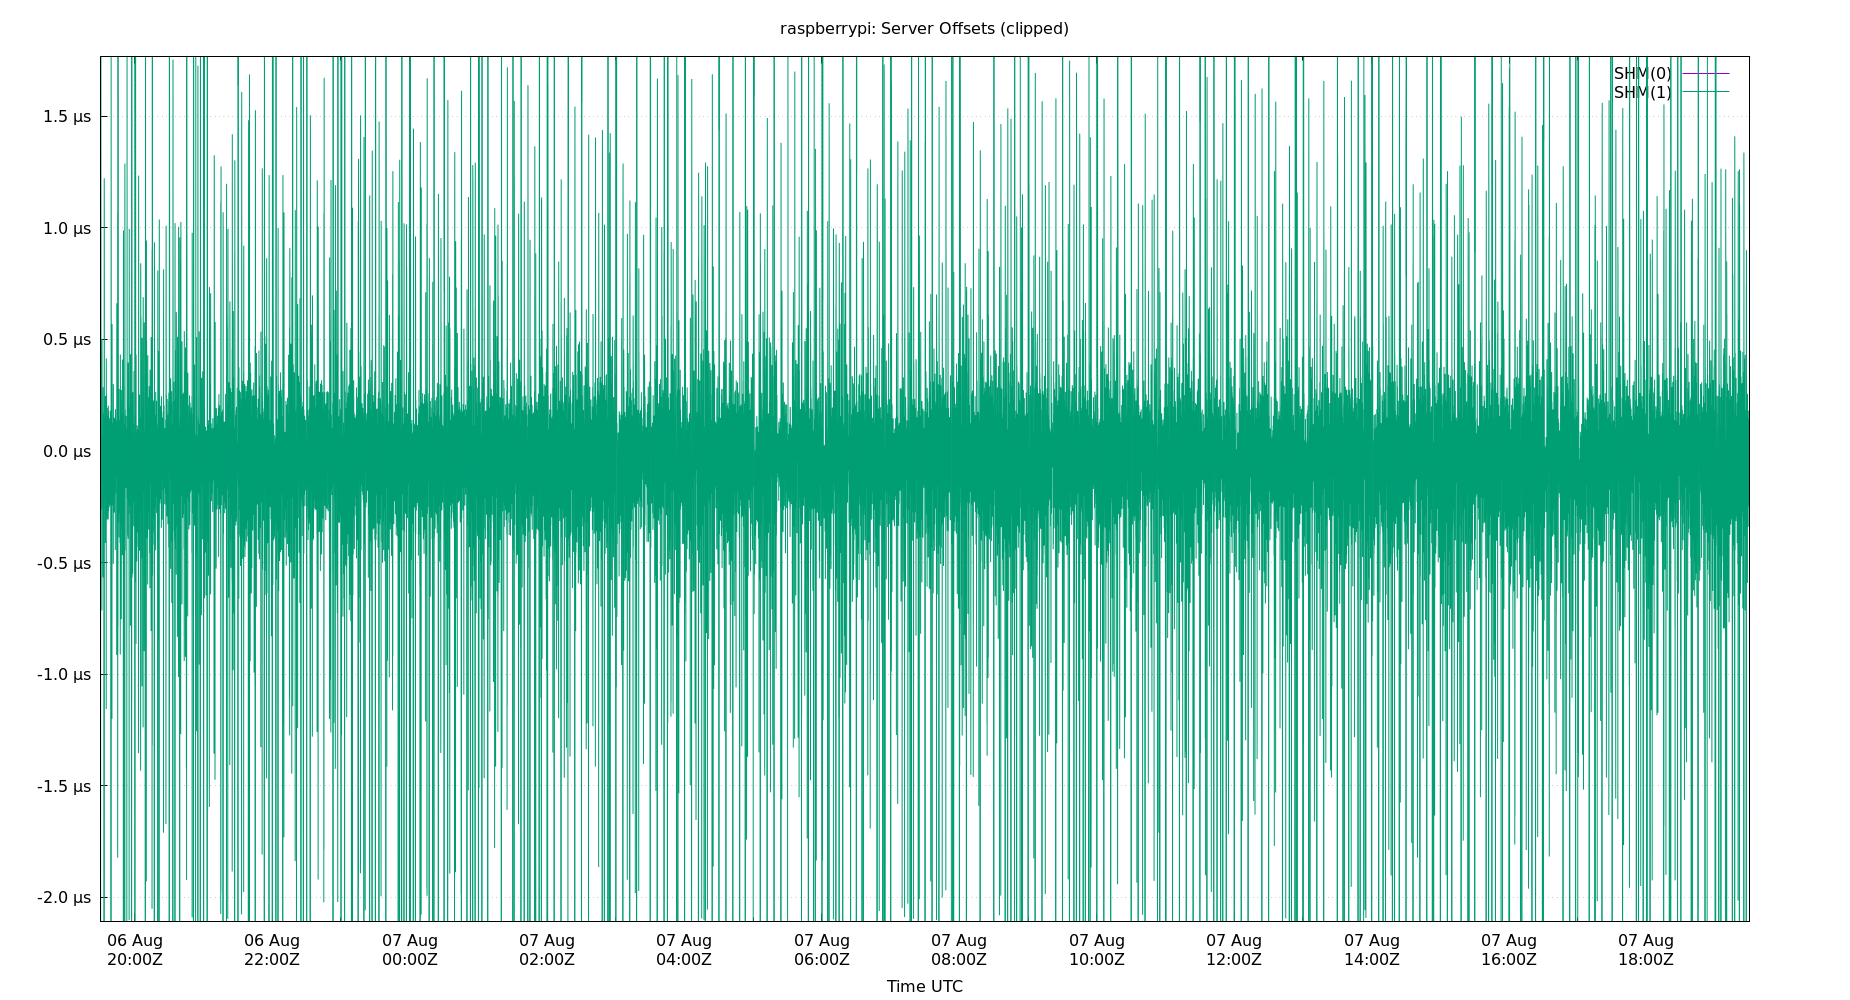 raspberrypi: Server Offsets (clipped)
SHM(0)
SHM(1)
1.5 µs
1.0 µs
0.5 µs
0.0 µs
-0.5 µs
-1.0 µs
-1.5 µs
-2.0 µs
06 Aug 06 Aug 07 Aug 07 Aug 07 Aug 07 Aug 07 Aug 07 Aug 07 Aug 07 Aug 07 Aug 07 Aug
20:00Z 22:00Z 00:00Z 02:00Z 04:00Z 06:00Z 08:00Z 10:00Z 12:00Z 14:00Z 16:00Z 18:00Z
Time UTC